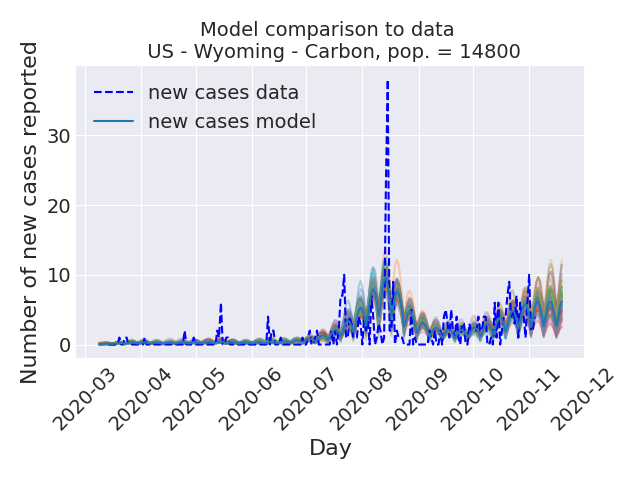 Model comparison to data
US - Wyoming - Carbon, pop. = 14800
Number of new cases reported
new cases data
new cases model
30
20
10
0
2020-03
2020-04
2020-05
2020-06
2020-07
2020-08
2020-09
2020-10
2020-11
2020-12
Day